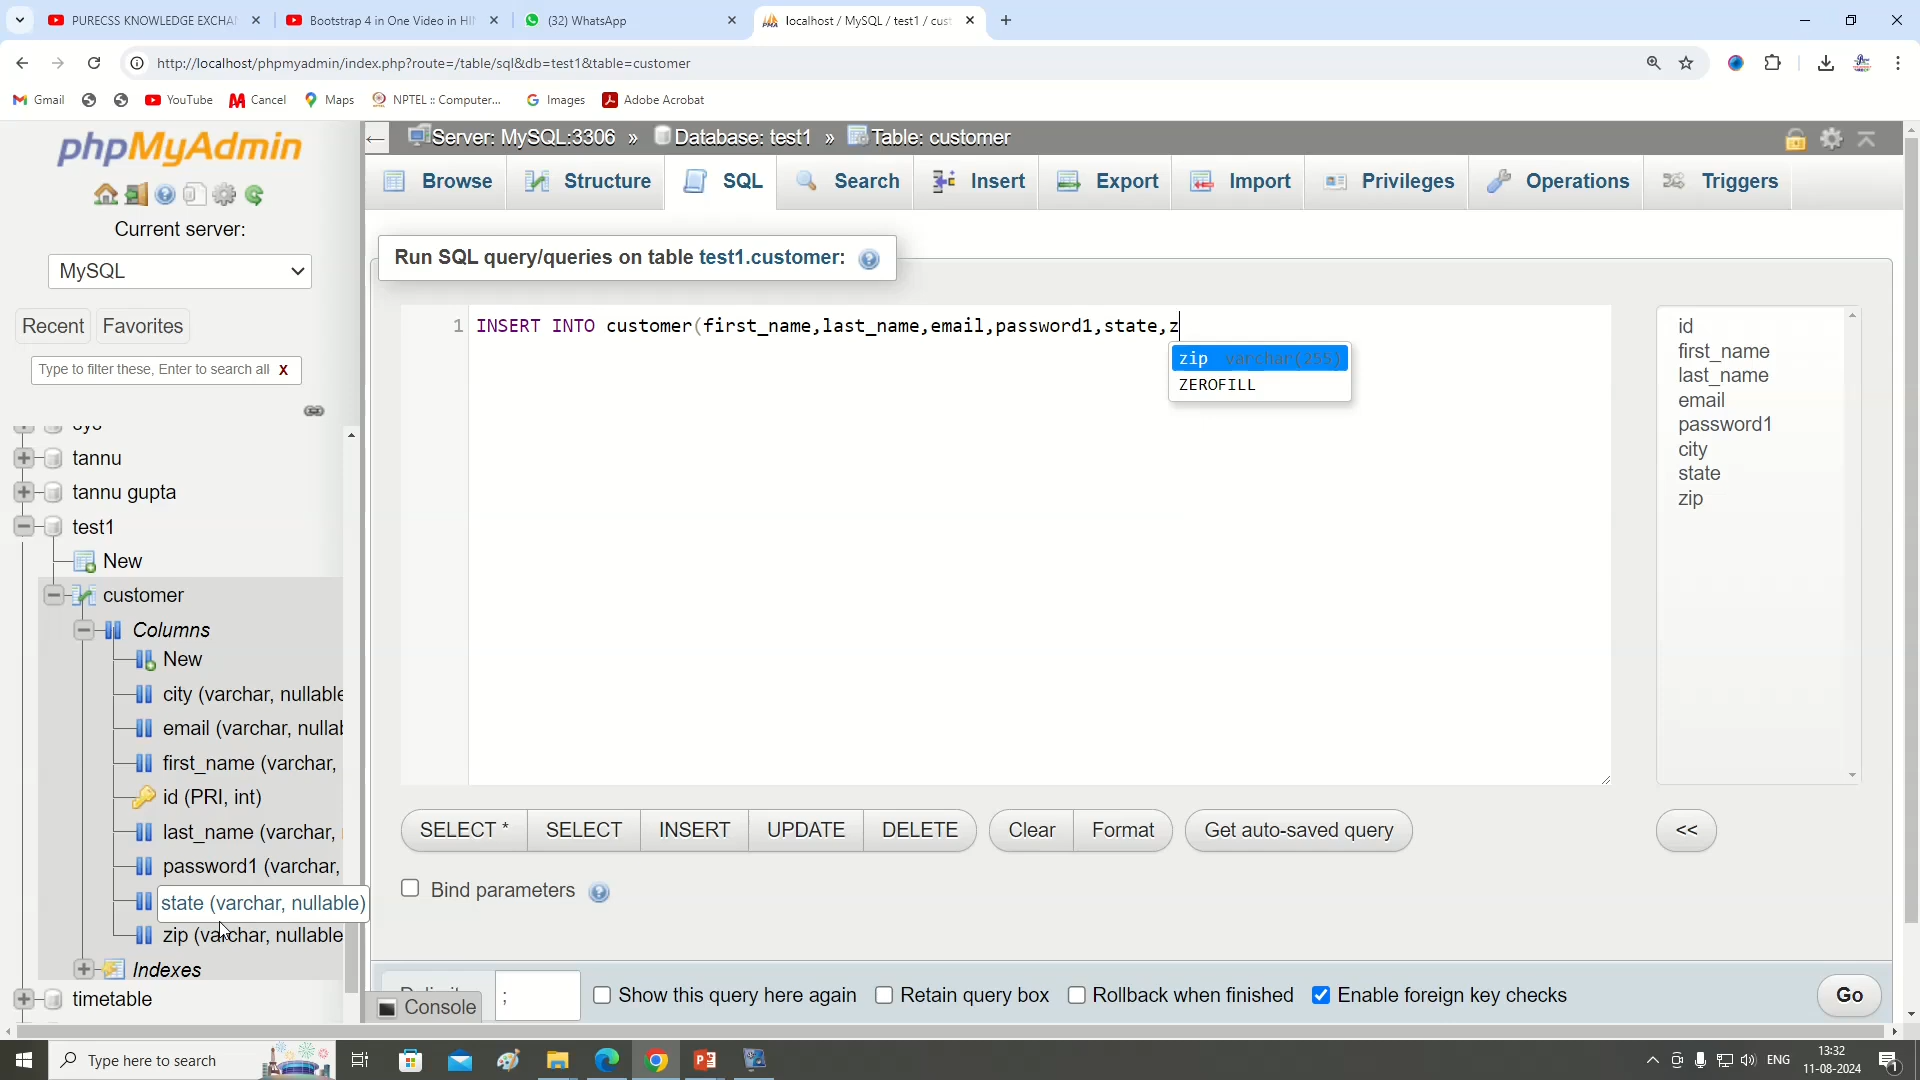 PURECSS KNOWLEDGE EXCHA
Bootstrap 4 in One Video in HI
(32) WhatsApp
localhost / MySQL / test1 / cust
http://localhost/phpmyadmin/index.php?route=/table/sql&db=test1&table=customer
Gmail
YouTube
Cancel
Maps
NPTEL :: Computer...
Images
Adobe Acrobat
phpMyAdmin
Current server:
MySQL
Recent
Favorites
Type to filter these, Enter to search all X
sys
tannu
tannu gupta
test1
New
customer
Columns
New
city (varchar, nullable
email (varchar, nullab
first_name (varchar,
id (PRI, int)
last_name (varchar,
password1 (varchar,
state (varchar, nullable)
zip (varchar, nullable
Indexes
timetable
Server: MySQL:3306 » Database: test1 » Table: customer
Browse
Structure
SQL
Search
Insert
Export
Import
Privileges
Operations
Triggers
Run SQL query/queries on table test1.customer:
1 INSERT INTO customer(first_name,last_name,email,password1,state,z
zip varchar(255)
ZEROFILL
id
first_name
last_name
email
password1
city
state
zip
SELECT *
SELECT
INSERT
UPDATE
DELETE
Clear
Format
Get auto-saved query
<<
Bind parameters
;
Show this query here again
Retain query box
Rollback when finished
Enable foreign key checks
Go
Console
Type here to search
ENG
13:32
11-08-2024
1